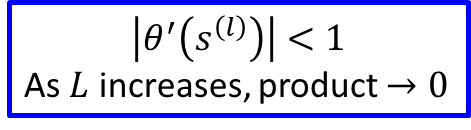 |θ′(s⁽ˡ⁾)| < 1
As L increases, product → 0